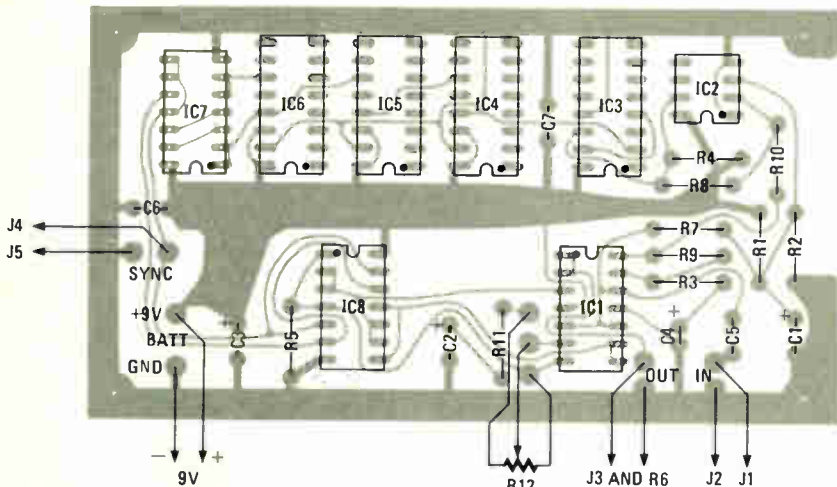 IC7
IC6
IC5
IC4
IC3
IC2
C7
R10
R4
R8
C6
J4
J5
SYNC
R7
R9
R3
R1
R2
IC8
IC1
+9V
BATT
GND
+
R5
+
C2
R11
+
C4
C5
+
C1
OUT IN
− +
9V
R12
J3 AND R6
J2
J1